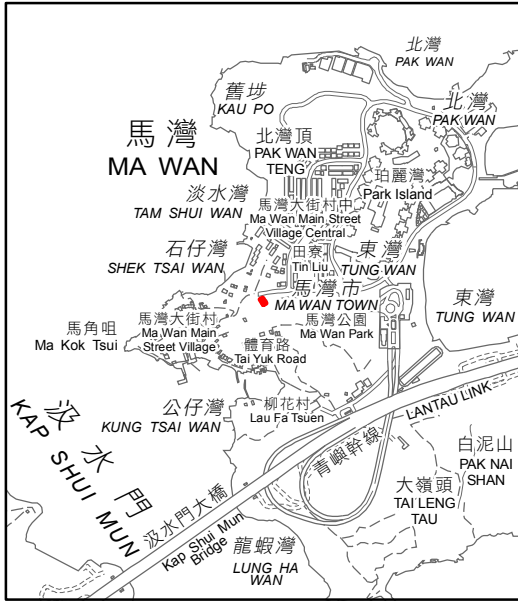 北灣
PAK WAN
舊埗
KAU PO
北灣
PAK WAN
馬灣
MA WAN
北灣頂
PAK WAN
TENG
珀麗灣
Park Island
淡水灣
TAM SHUI WAN
馬灣大街村中
Ma Wan Main Street
Village Central
石仔灣
SHEK TSAI WAN
田寮
Tin Liu
東灣
TUNG WAN
馬灣市
MA WAN TOWN
東灣
TUNG WAN
馬角咀
Ma Kok Tsui
馬灣大街村
Ma Wan Main
Street Village
馬灣公園
Ma Wan Park
體育路
Tai Yuk Road
公仔灣
KUNG TSAI WAN
柳花村
Lau Fa Tsuen
LANTAU LINK
青嶼幹線
汲水門
KAP SHUI MUN
白泥山
PAK NAI
SHAN
大嶺頭
TAI LENG
TAU
汲水門大橋
Kap Shui Mun
Bridge
龍蝦灣
LUNG HA
WAN